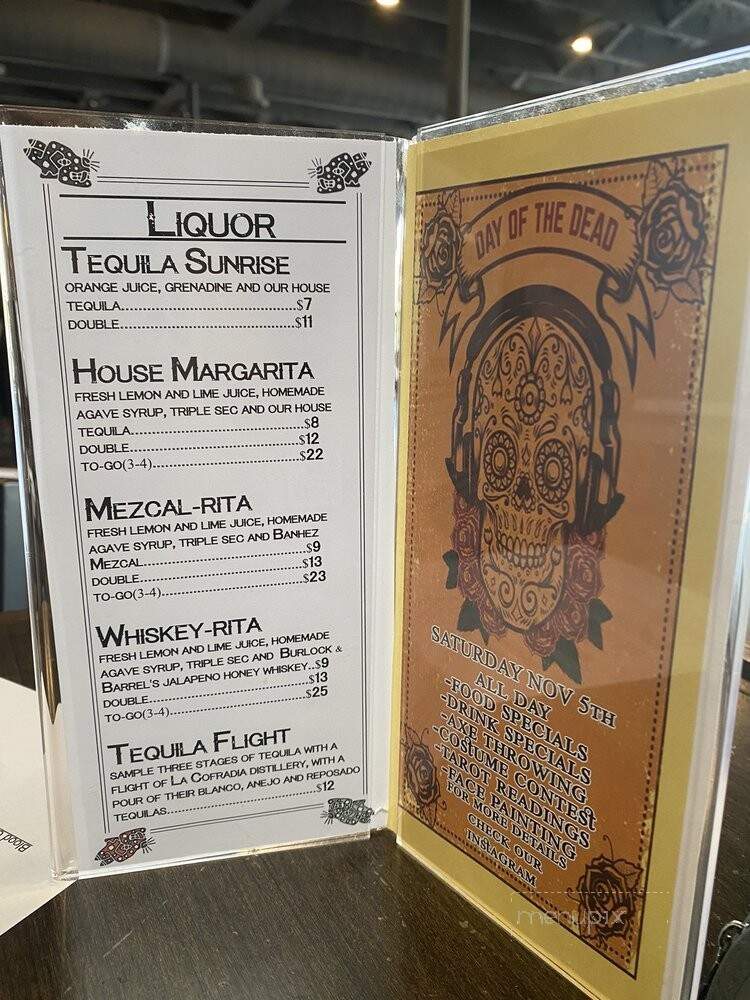 LIQUOR
TEQUILA SUNRISE
ORANGE JUICE, GRENADINE AND OUR HOUSE
TEQUILA....................................$7
DOUBLE....................................$11
HOUSE MARGARITA
FRESH LEMON AND LIME JUICE, HOMEMADE
AGAVE SYRUP, TRIPLE SEC AND OUR HOUSE
TEQUILA....................................$8
DOUBLE....................................$12
TO-GO(3-4)................................$22
MEZCAL-RITA
FRESH LEMON AND LIME JUICE, HOMEMADE
AGAVE SYRUP, TRIPLE SEC AND BANHEZ
MEZCAL....................................$9
DOUBLE....................................$13
TO-GO(3-4)................................$23
WHISKEY-RITA
FRESH LEMON AND LIME JUICE, HOMEMADE
AGAVE SYRUP, TRIPLE SEC AND BURLOCK &
BARREL'S JALAPENO HONEY WHISKEY..$9
DOUBLE....................................$13
TO-GO(3-4)................................$25
TEQUILA FLIGHT
SAMPLE THREE STAGES OF TEQUILA WITH A
FLIGHT OF LA COFRADIA DISTILLERY, WITH A
POUR OF THEIR BLANCO, ANEJO AND REPOSADO
TEQUILAS....................................$12
DAY OF THE DEAD
SATURDAY NOV 5TH
ALL DAY
-FOOD SPECIALS
-DRINK SPECIALS
-AXE THROWING
-COSTUME CONTEST
-TAROT READINGS
-FACE PAINTING
FOR MORE DETAILS
CHECK OUR
INSTAGRAM
menupix